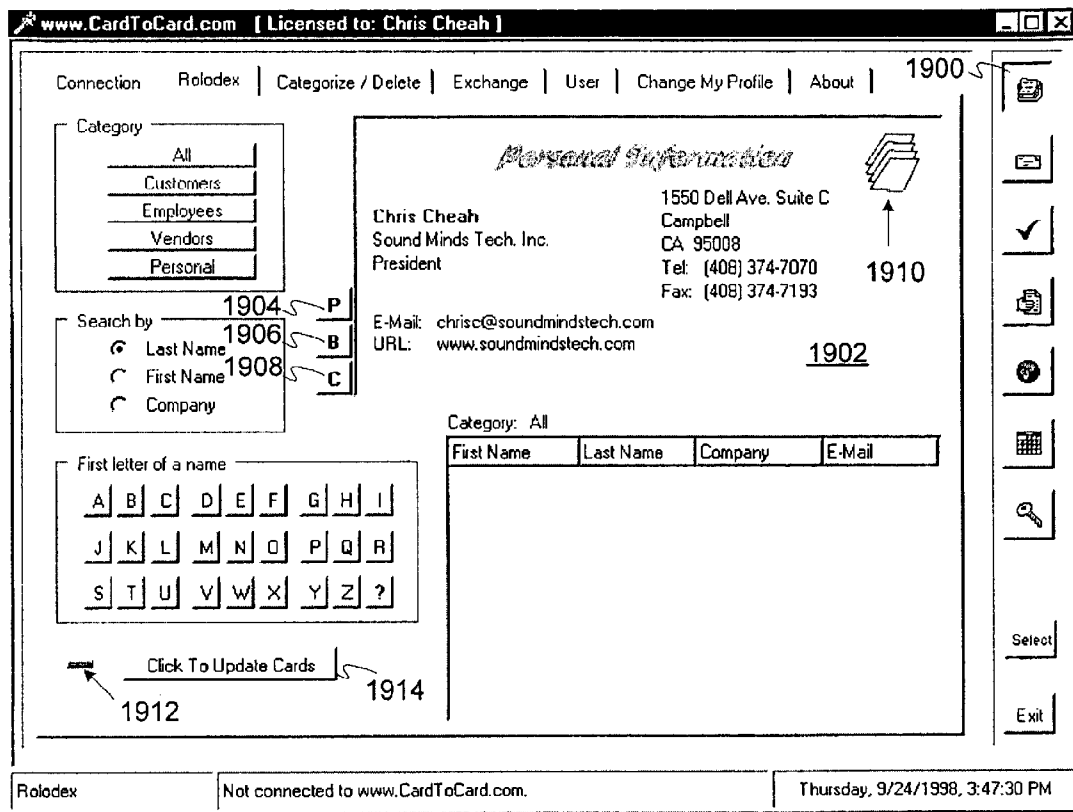 www.CardToCard.com [ Licensed to: Chris Cheah ]
Connection Rolodex Categorize / Delete Exchange User Change My Profile About
1900
Category
All
Customers
Employees
Vendors
Personal
Personal Information
Chris Cheah
Sound Minds Tech. Inc.
President
1550 Dell Ave. Suite C
Campbell
CA 95008
Tel: (408) 374-7070
Fax: (408) 374-7193
1910
E-Mail: chrisc@soundmindstech.com
URL: www.soundmindstech.com
1902
1904 P
1906 B
1908 C
Search by
Last Name
First Name
Company
Category: All
First Name Last Name Company E-Mail
First letter of a name
A B C D E F G H I
J K L M N O P Q R
S T U V W X Y Z ?
Click To Update Cards
1912
1914
Select
Exit
Rolodex Not connected to www.CardToCard.com. Thursday, 9/24/1998, 3:47:30 PM